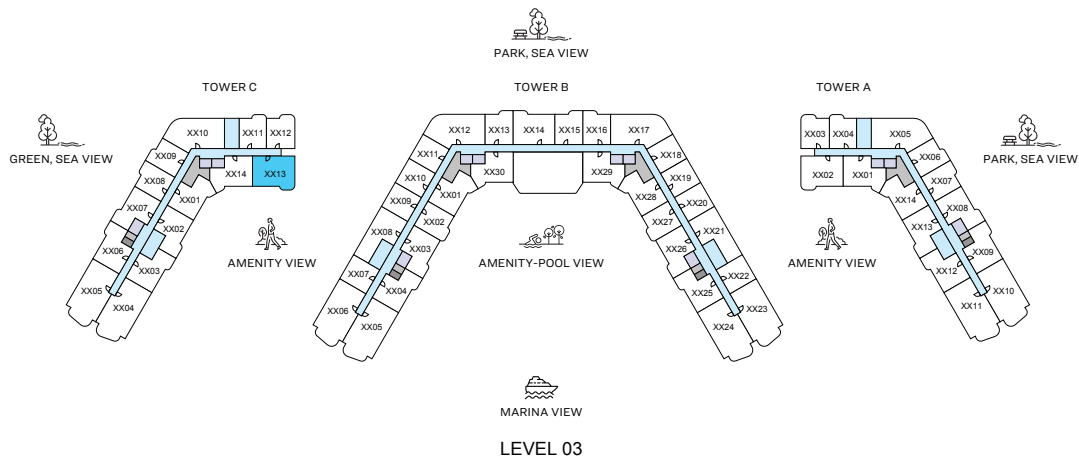 PARK, SEA VIEW
TOWER C
TOWER B
TOWER A
GREEN, SEA VIEW
PARK, SEA VIEW
XX10
XX11
XX12
XX09
XX08
XX07
XX06
XX05
XX04
XX03
XX02
XX01
XX14
XX13
XX12
XX13
XX14
XX15
XX16
XX17
XX11
XX10
XX09
XX08
XX07
XX06
XX05
XX04
XX03
XX02
XX01
XX30
XX29
XX28
XX27
XX26
XX25
XX24
XX18
XX19
XX20
XX21
XX22
XX23
XX03
XX04
XX05
XX02
XX01
XX06
XX07
XX08
XX09
XX10
XX14
XX13
XX12
XX11
AMENITY VIEW
AMENITY-POOL VIEW
AMENITY VIEW
MARINA VIEW
LEVEL 03